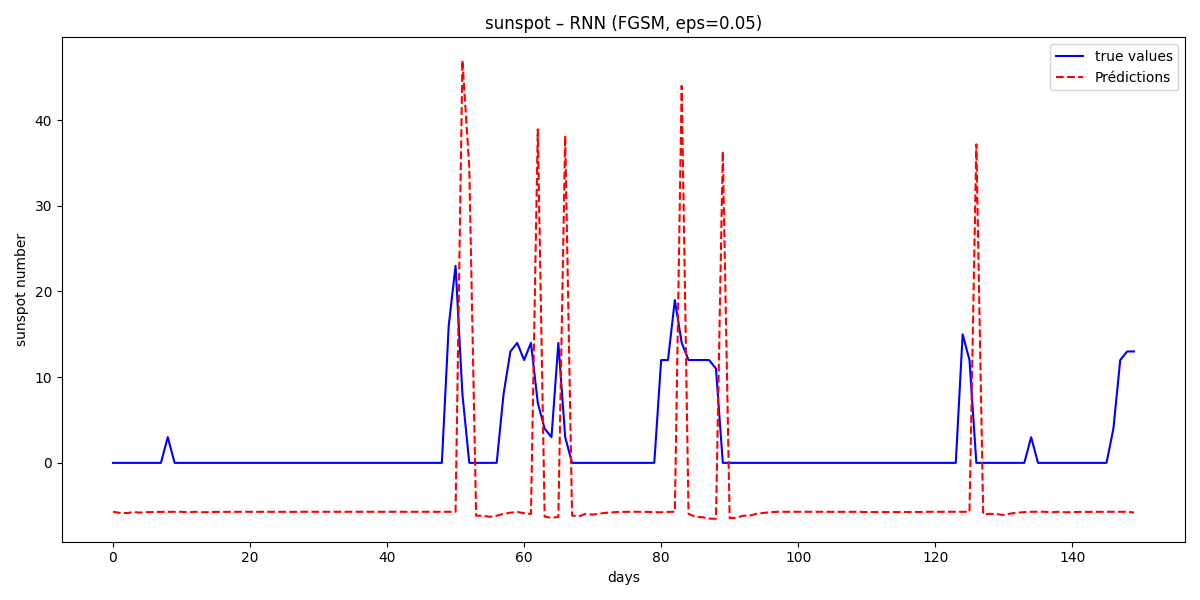 sunspot – RNN (FGSM, eps=0.05)
true values
Prédictions
sunspot number
40
30
20
10
0
0 20 40 60 80 100 120 140
days